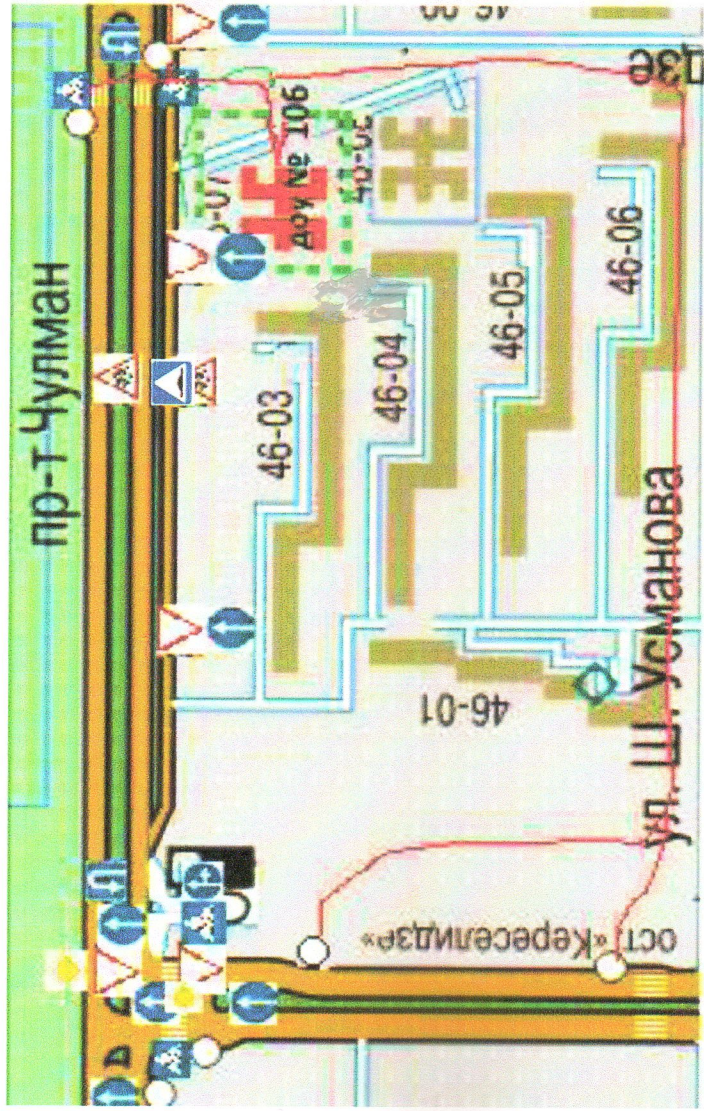 пр-т Чулман
ДОУ № 106
46-03
46-04
46-05
46-06
46-01
ул. Ш. Усманова
ост. «Кереселидзе»